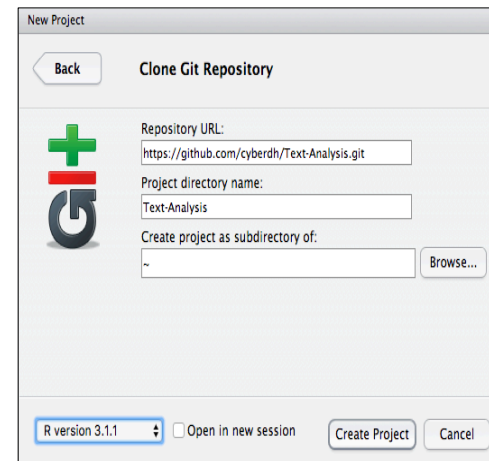 New Project
Back
Clone Git Repository
Repository URL:
https://github.com/cyberdh/Text-Analysis.git
Project directory name:
Text-Analysis
Create project as subdirectory of:
~
Browse...
git
R version 3.1.1
Open in new session
Create Project
Cancel